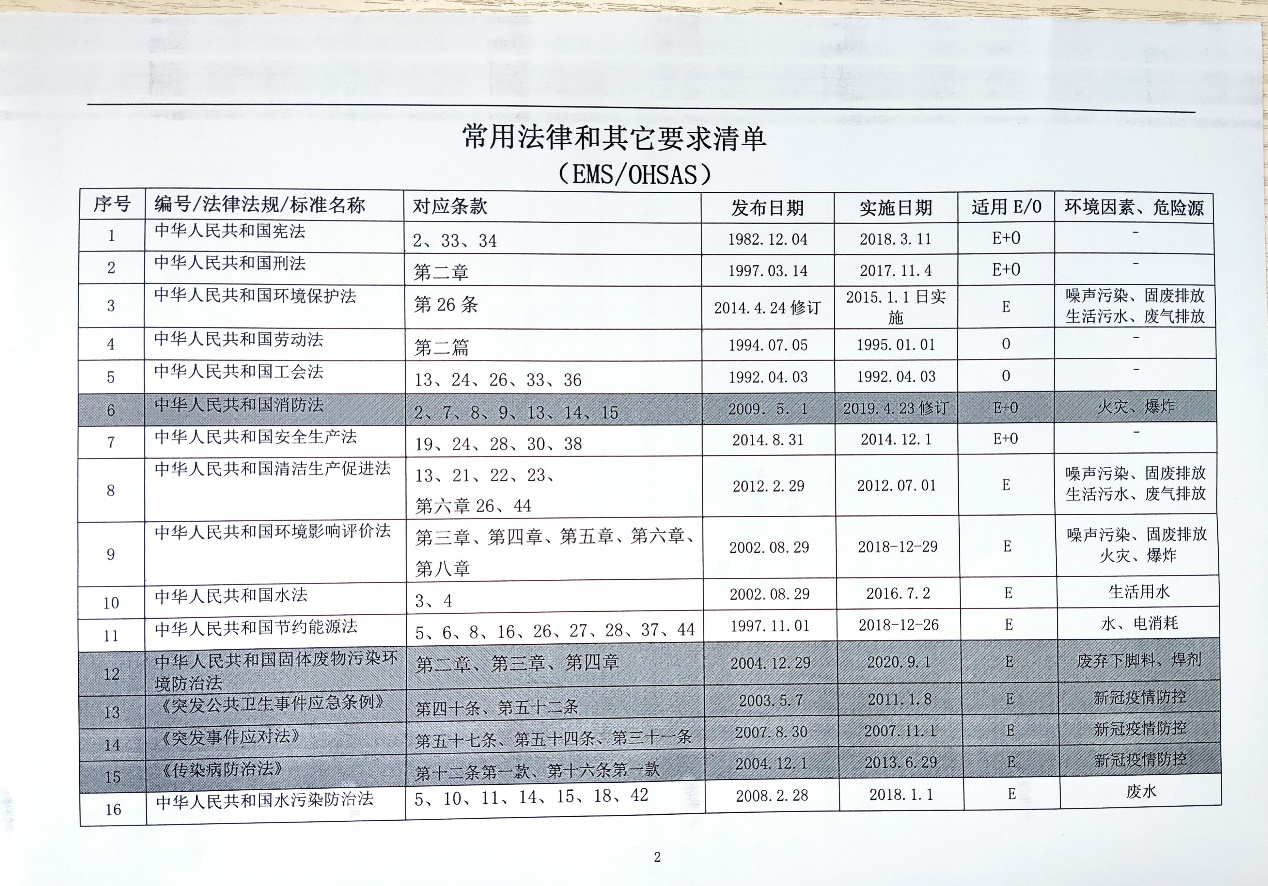 常用法律和其它要求清单
（EMS/OHSAS）
序号 编号/法律法规/标准名称 对应条款 发布日期 实施日期 适用 E/O 环境因素、危险源
1 中华人民共和国宪法 2、33、34 1982.12.04 2018.3.11 E+O -
2 中华人民共和国刑法 第二章 1997.03.14 2017.11.4 E+O -
3 中华人民共和国环境保护法 第 26 条 2014.4.24 修订 2015.1.1 日实 E 噪声污染、固废排放
施 生活污水、废气排放
4 中华人民共和国劳动法 第二篇 1994.07.05 1995.01.01 O -
5 中华人民共和国工会法 13、24、26、33、36 1992.04.03 1992.04.03 O -
6 中华人民共和国消防法 2、7、8、9、13、14、15 2009. 5. 1 2019.4.23 修订 E+O 火灾、爆炸
7 中华人民共和国安全生产法 19、24、28、30、38 2014.8.31 2014.12.1 E+O -
8 中华人民共和国清洁生产促进法 13、21、22、23、 2012.2.29 2012.07.01 E 噪声污染、固废排放
第六章 26、44 生活污水、废气排放
9 中华人民共和国环境影响评价法 第三章、第四章、第五章、第六章、 2002.08.29 2018-12-29 E 噪声污染、固废排放
第八章 火灾、爆炸
10 中华人民共和国水法 3、4 2002.08.29 2016.7.2 E 生活用水
11 中华人民共和国节约能源法 5、6、8、16、26、27、28、37、44 1997.11.01 2018-12-26 E 水、电消耗
12 中华人民共和国固体废物污染环 第二章、第三章、第四章 2004.12.29 2020.9.1 E 废弃下脚料、焊剂
境防治法
13 《突发公共卫生事件应急条例》 第四十条、第五十二条 2003.5.7 2011.1.8 E 新冠疫情防控
14 《突发事件应对法》 第五十七条、第五十四条、第三十一条 2007.8.30 2007.11.1 E 新冠疫情防控
15 《传染病防治法》 第十二条第一款、第十六条第一款 2004.12.1 2013.6.29 E 新冠疫情防控
16 中华人民共和国水污染防治法 5、10、11、14、15、18、42 2008.2.28 2018.1.1 E 废水
2